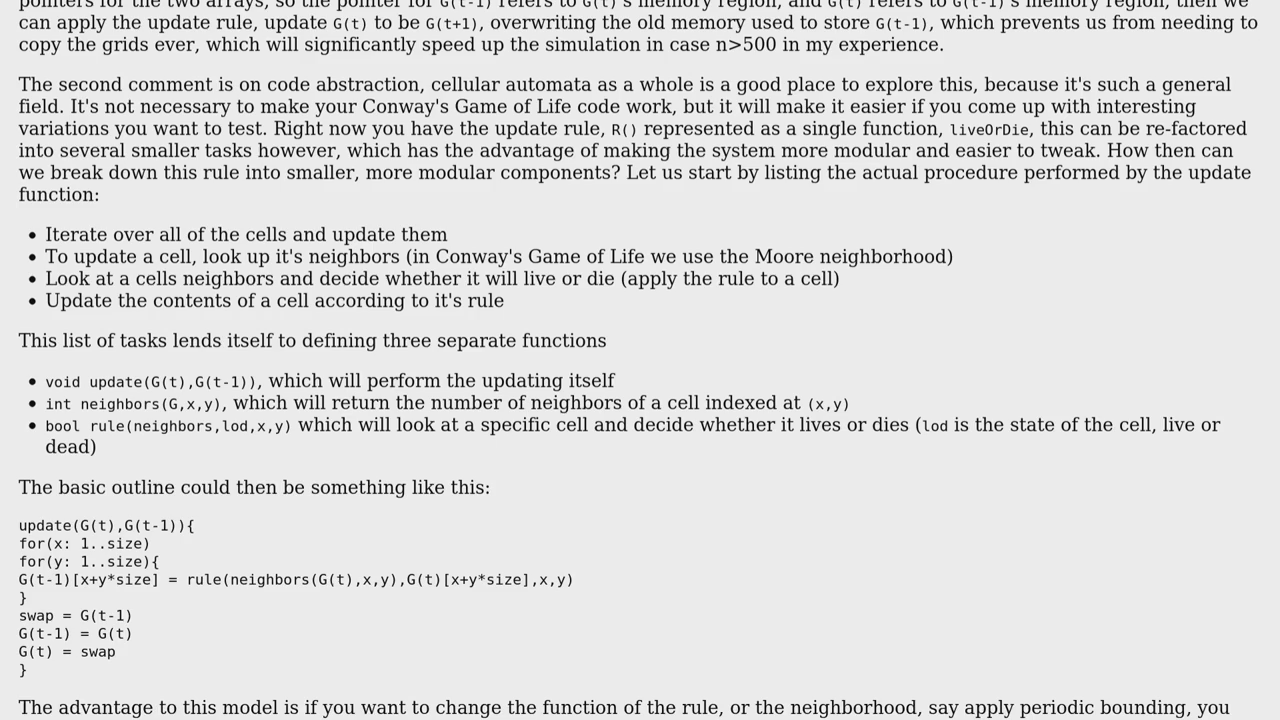 pointers for the two arrays, so the pointer for G(t-1) refers to G(t)'s memory region, and G(t) refers to G(t-1)'s memory region, then we
can apply the update rule, update G(t) to be G(t+1), overwriting the old memory used to store G(t-1), which prevents us from needing to
copy the grids ever, which will significantly speed up the simulation in case n>500 in my experience.
The second comment is on code abstraction, cellular automata as a whole is a good place to explore this, because it's such a general
field. It's not necessary to make your Conway's Game of Life code work, but it will make it easier if you come up with interesting
variations you want to test. Right now you have the update rule, R() represented as a single function, liveOrDie, this can be re-factored
into several smaller tasks however, which has the advantage of making the system more modular and easier to tweak. How then can
we break down this rule into smaller, more modular components? Let us start by listing the actual procedure performed by the update
function:
• Iterate over all of the cells and update them
• To update a cell, look up it's neighbors (in Conway's Game of Life we use the Moore neighborhood)
• Look at a cells neighbors and decide whether it will live or die (apply the rule to a cell)
• Update the contents of a cell according to it's rule
This list of tasks lends itself to defining three separate functions
• void update(G(t),G(t-1)), which will perform the updating itself
• int neighbors(G,x,y), which will return the number of neighbors of a cell indexed at (x,y)
• bool rule(neighbors,lod,x,y) which will look at a specific cell and decide whether it lives or dies (lod is the state of the cell, live or
dead)
The basic outline could then be something like this:
update(G(t),G(t-1)){
for(x: 1..size)
for(y: 1..size){
G(t-1)[x+y*size] = rule(neighbors(G(t),x,y),G(t)[x+y*size],x,y)
}
swap = G(t-1)
G(t-1) = G(t)
G(t) = swap
}
The advantage to this model is if you want to change the function of the rule, or the neighborhood, say apply periodic bounding, you